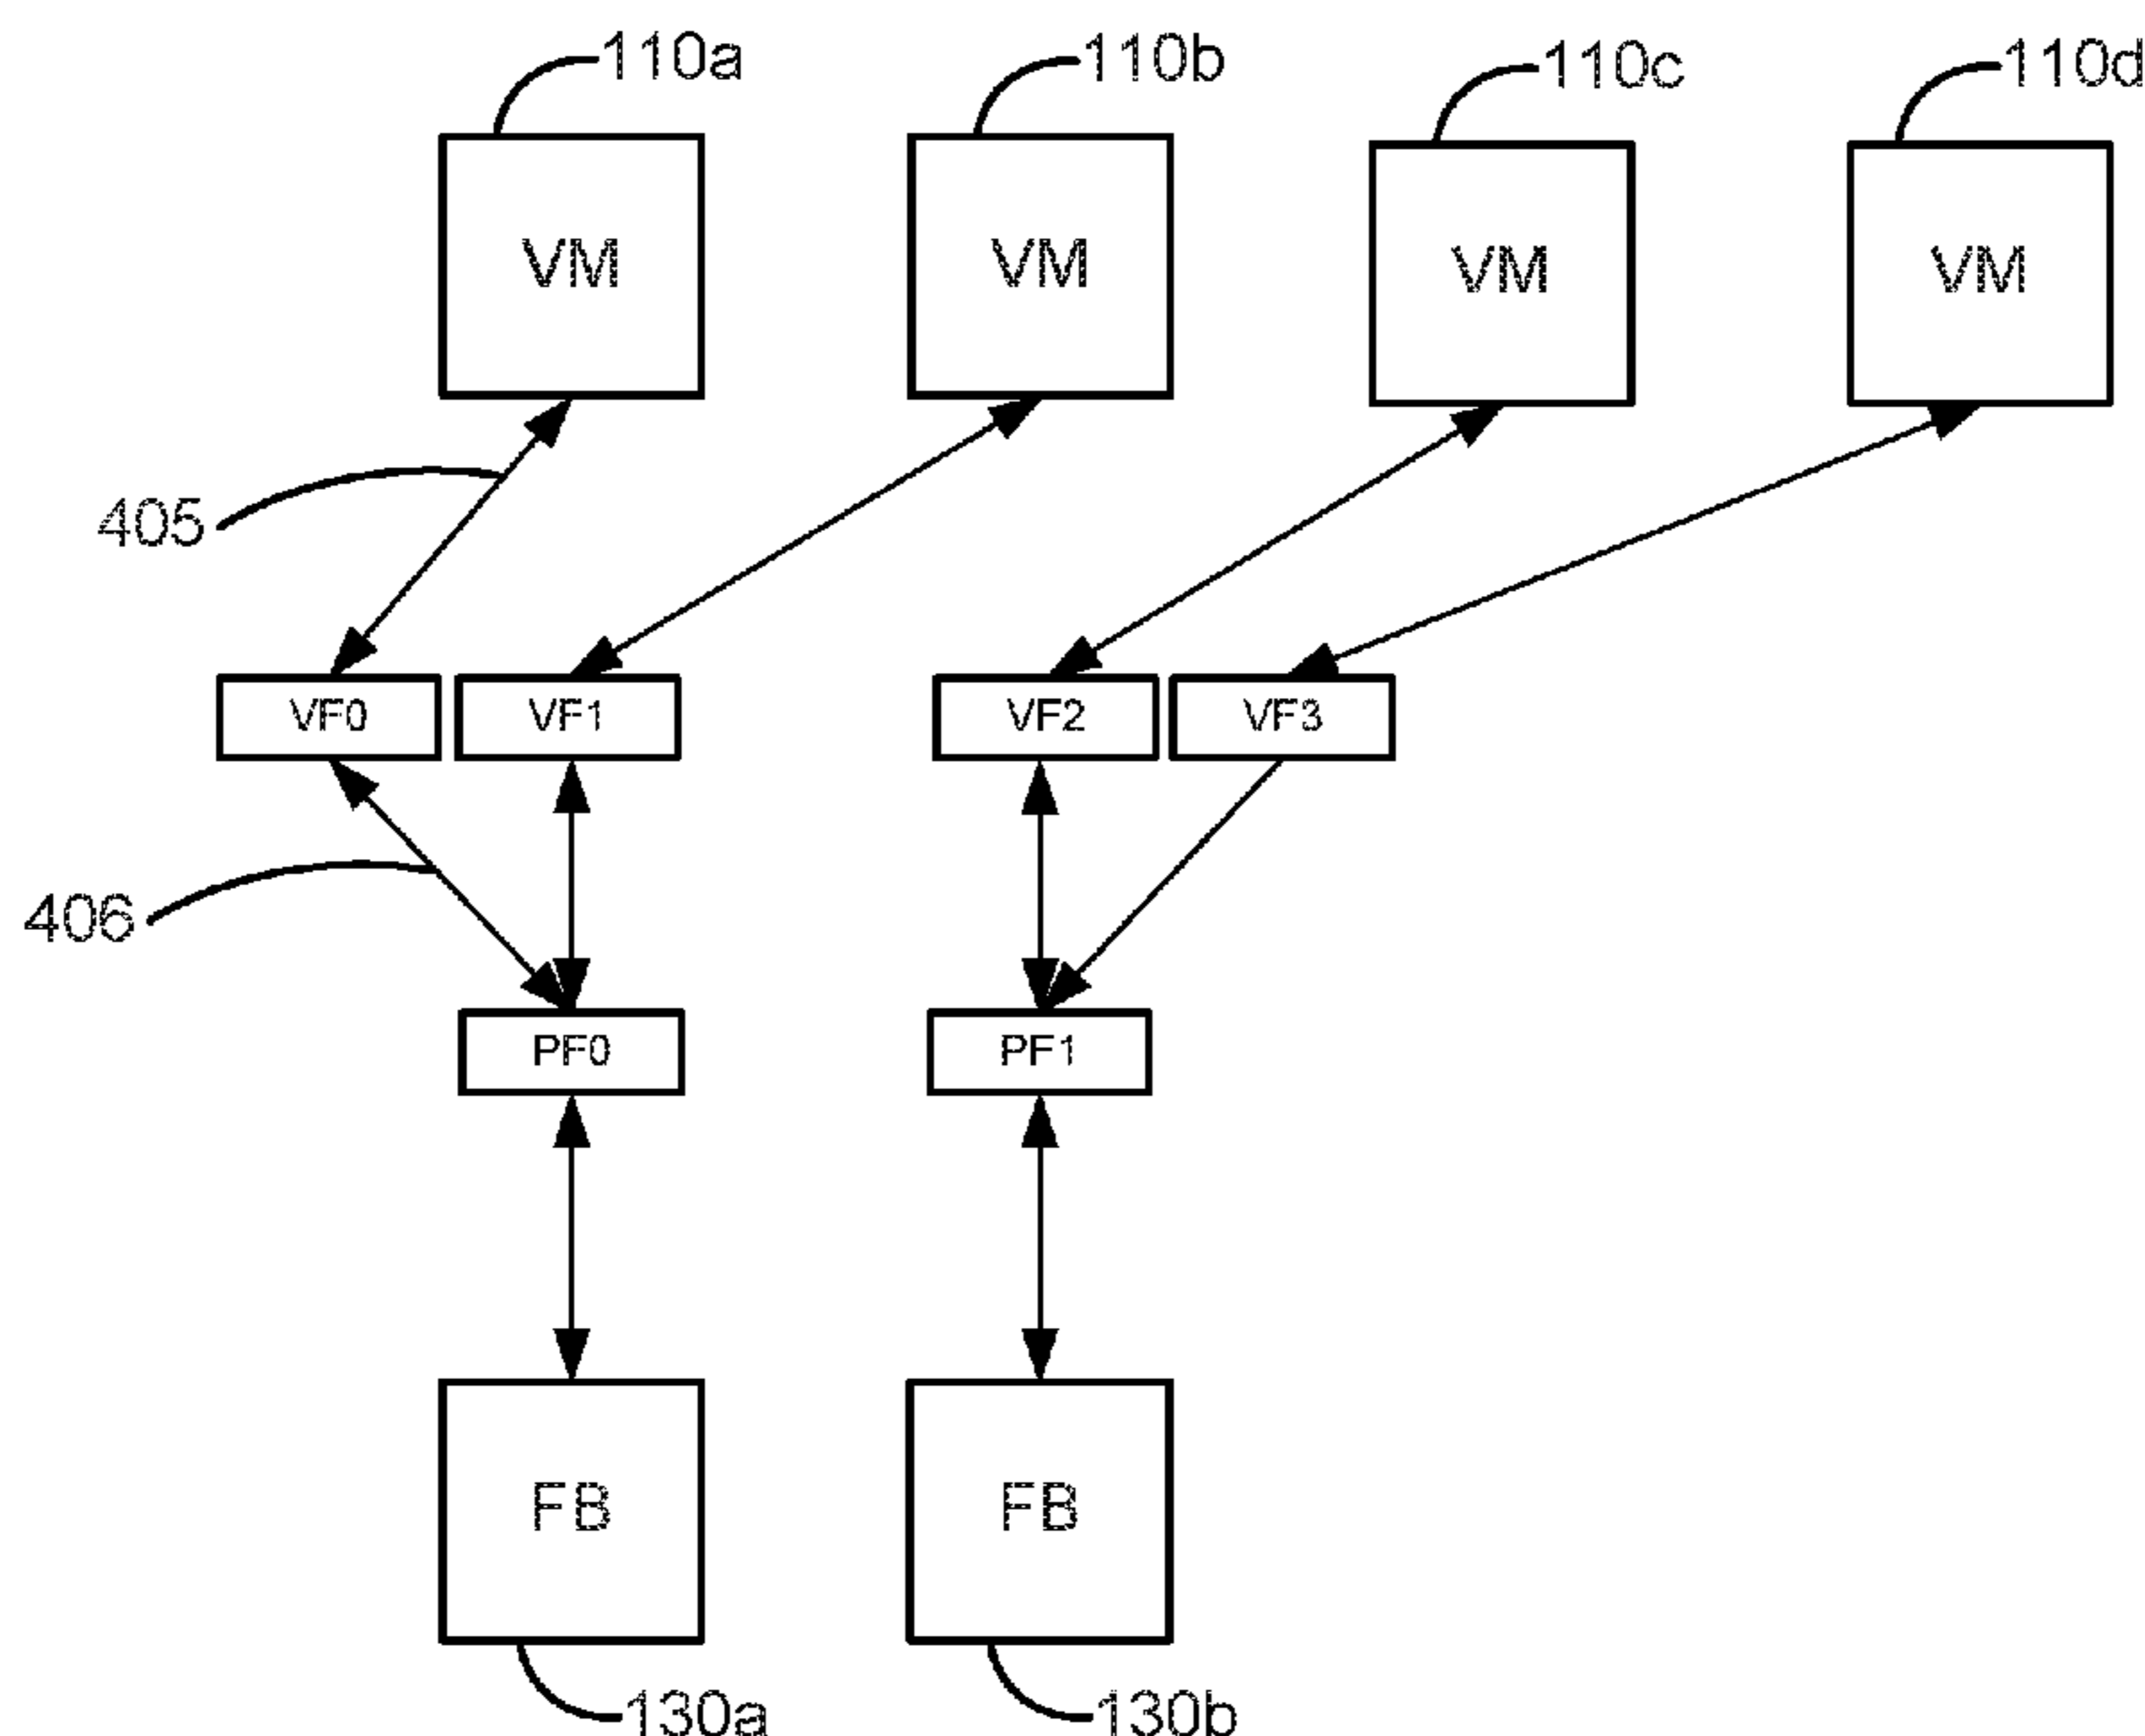 110a 110b 110c 110d
VM VM VM VM
405
VF0 VF1 VF2 VF3
406
PF0 PF1
FB FB
130a 130b